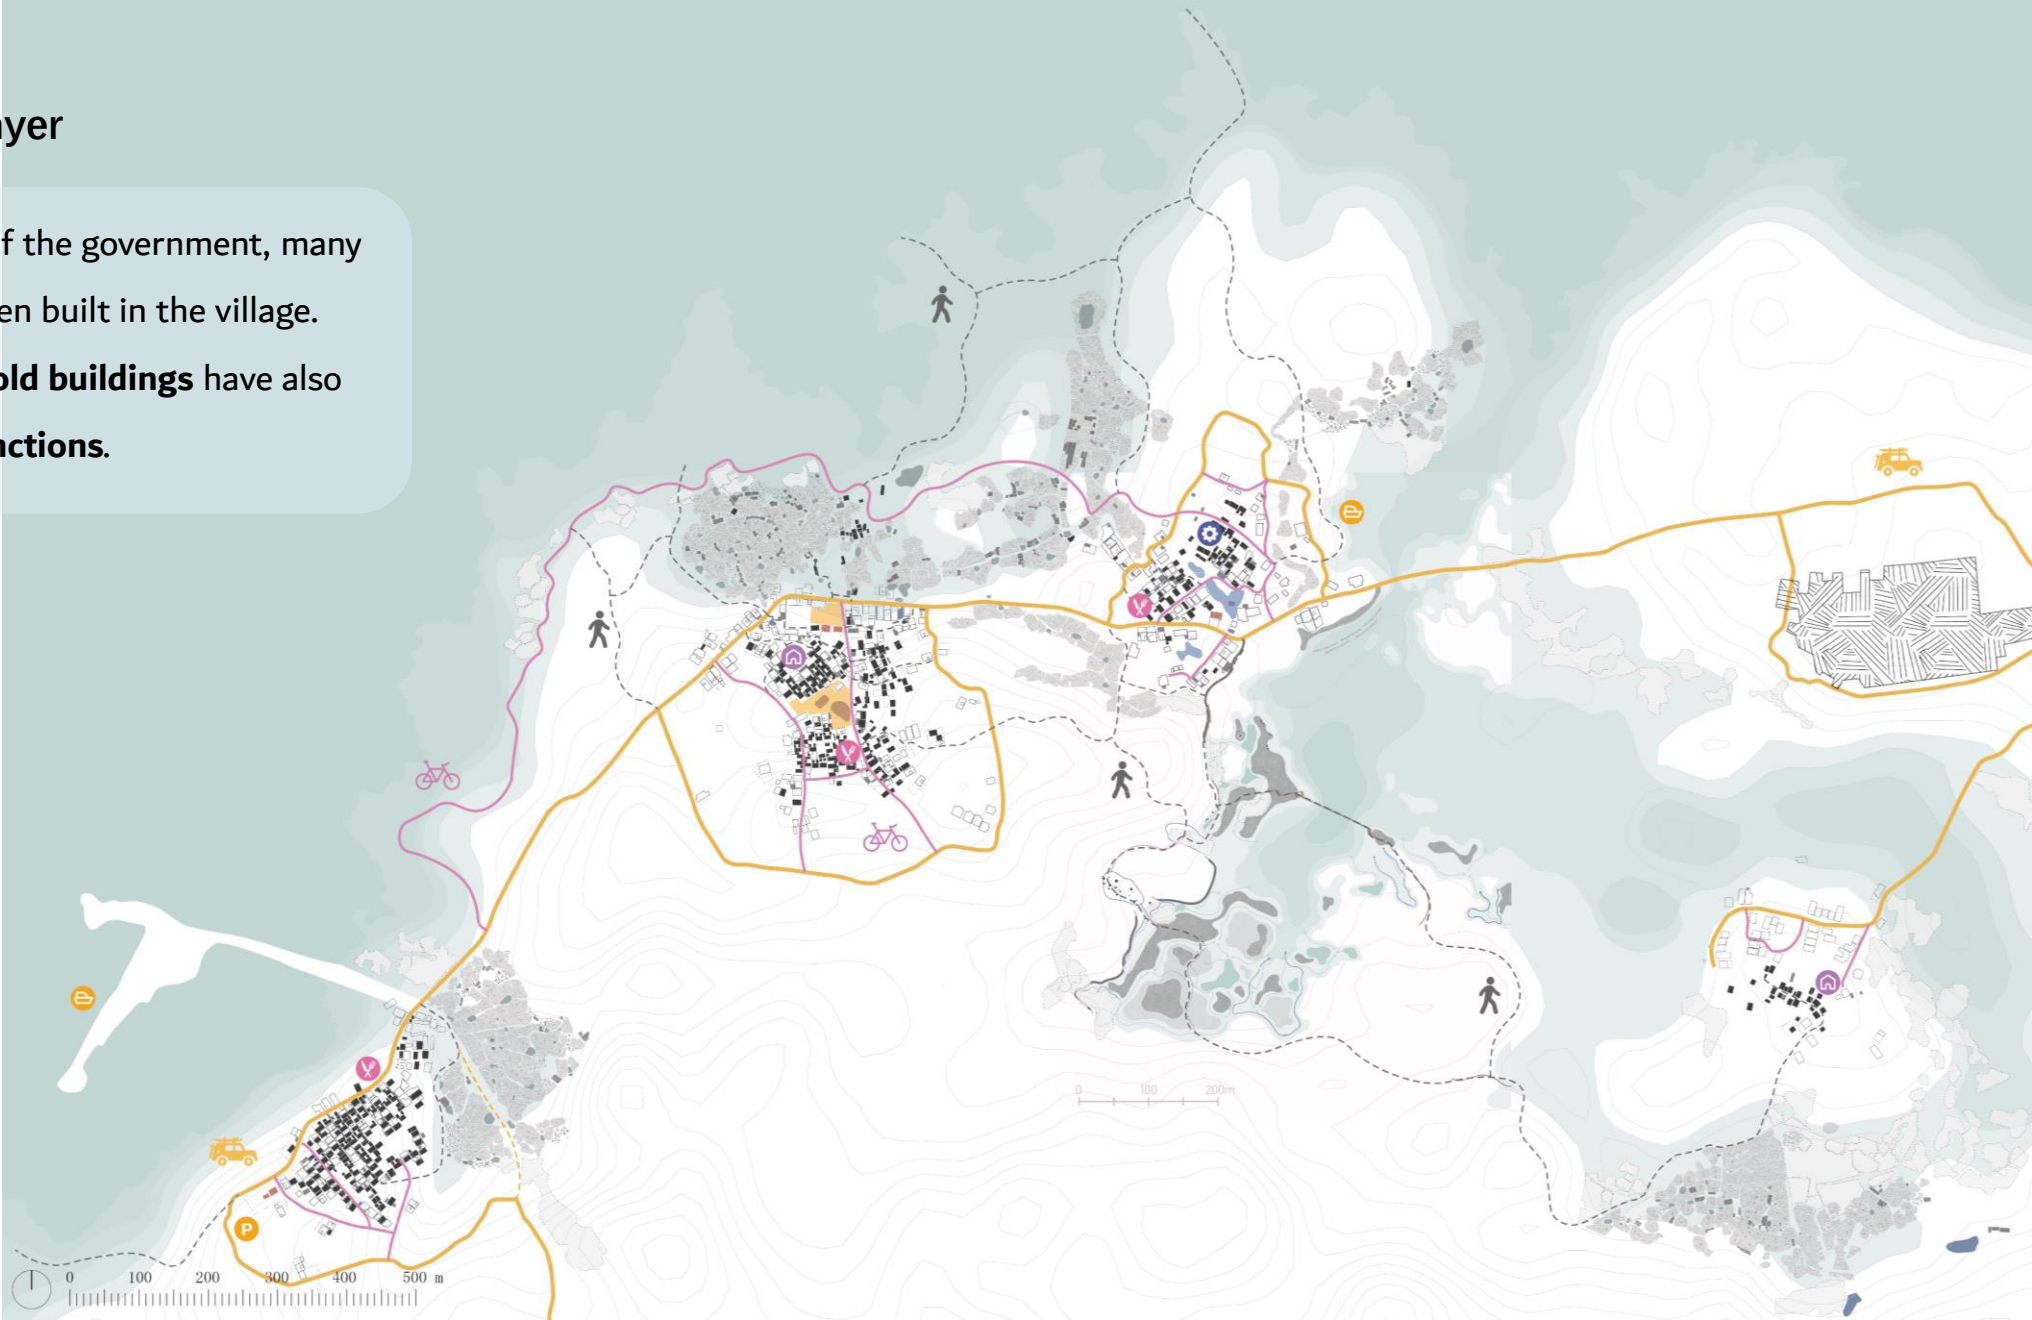 yer
f the government, many
en built in the village.
old buildings have also
nctions.
0 100 200m
P
0 100 200 300 400 500 m